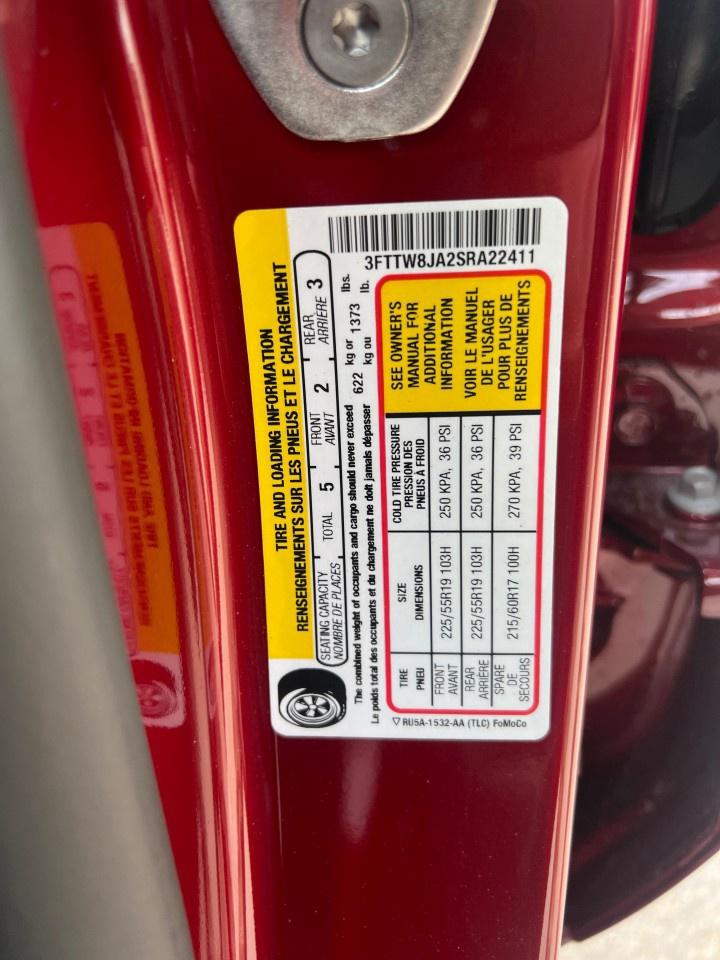 3FTTW8JA2SRA22411
TIRE AND LOADING INFORMATION
RENSEIGNEMENTS SUR LES PNEUS ET LE CHARGEMENT
SEATING CAPACITY TOTAL 5 FRONT 2 REAR 3
NOMBRE DE PLACES AVANT ARRIÈRE
The combined weight of occupants and cargo should never exceed 622 kg or 1373 lbs.
Le poids total des occupants et du chargement ne doit jamais dépasser kg ou lb.
TIRE SIZE COLD TIRE PRESSURE
PNEU DIMENSIONS PRESSION DES
PNEUS À FROID
FRONT 225/55R19 103H 250 KPA, 36 PSI
AVANT
REAR 225/55R19 103H 250 KPA, 36 PSI
ARRIÈRE
SPARE 215/60R17 100H 270 KPA, 39 PSI
DE
SECOURS
SEE OWNER'S
MANUAL FOR
ADDITIONAL
INFORMATION
VOIR LE MANUEL
DE L'USAGER
POUR PLUS DE
RENSEIGNEMENTS
RU5A-1532-AA (TLC) FoMoCo